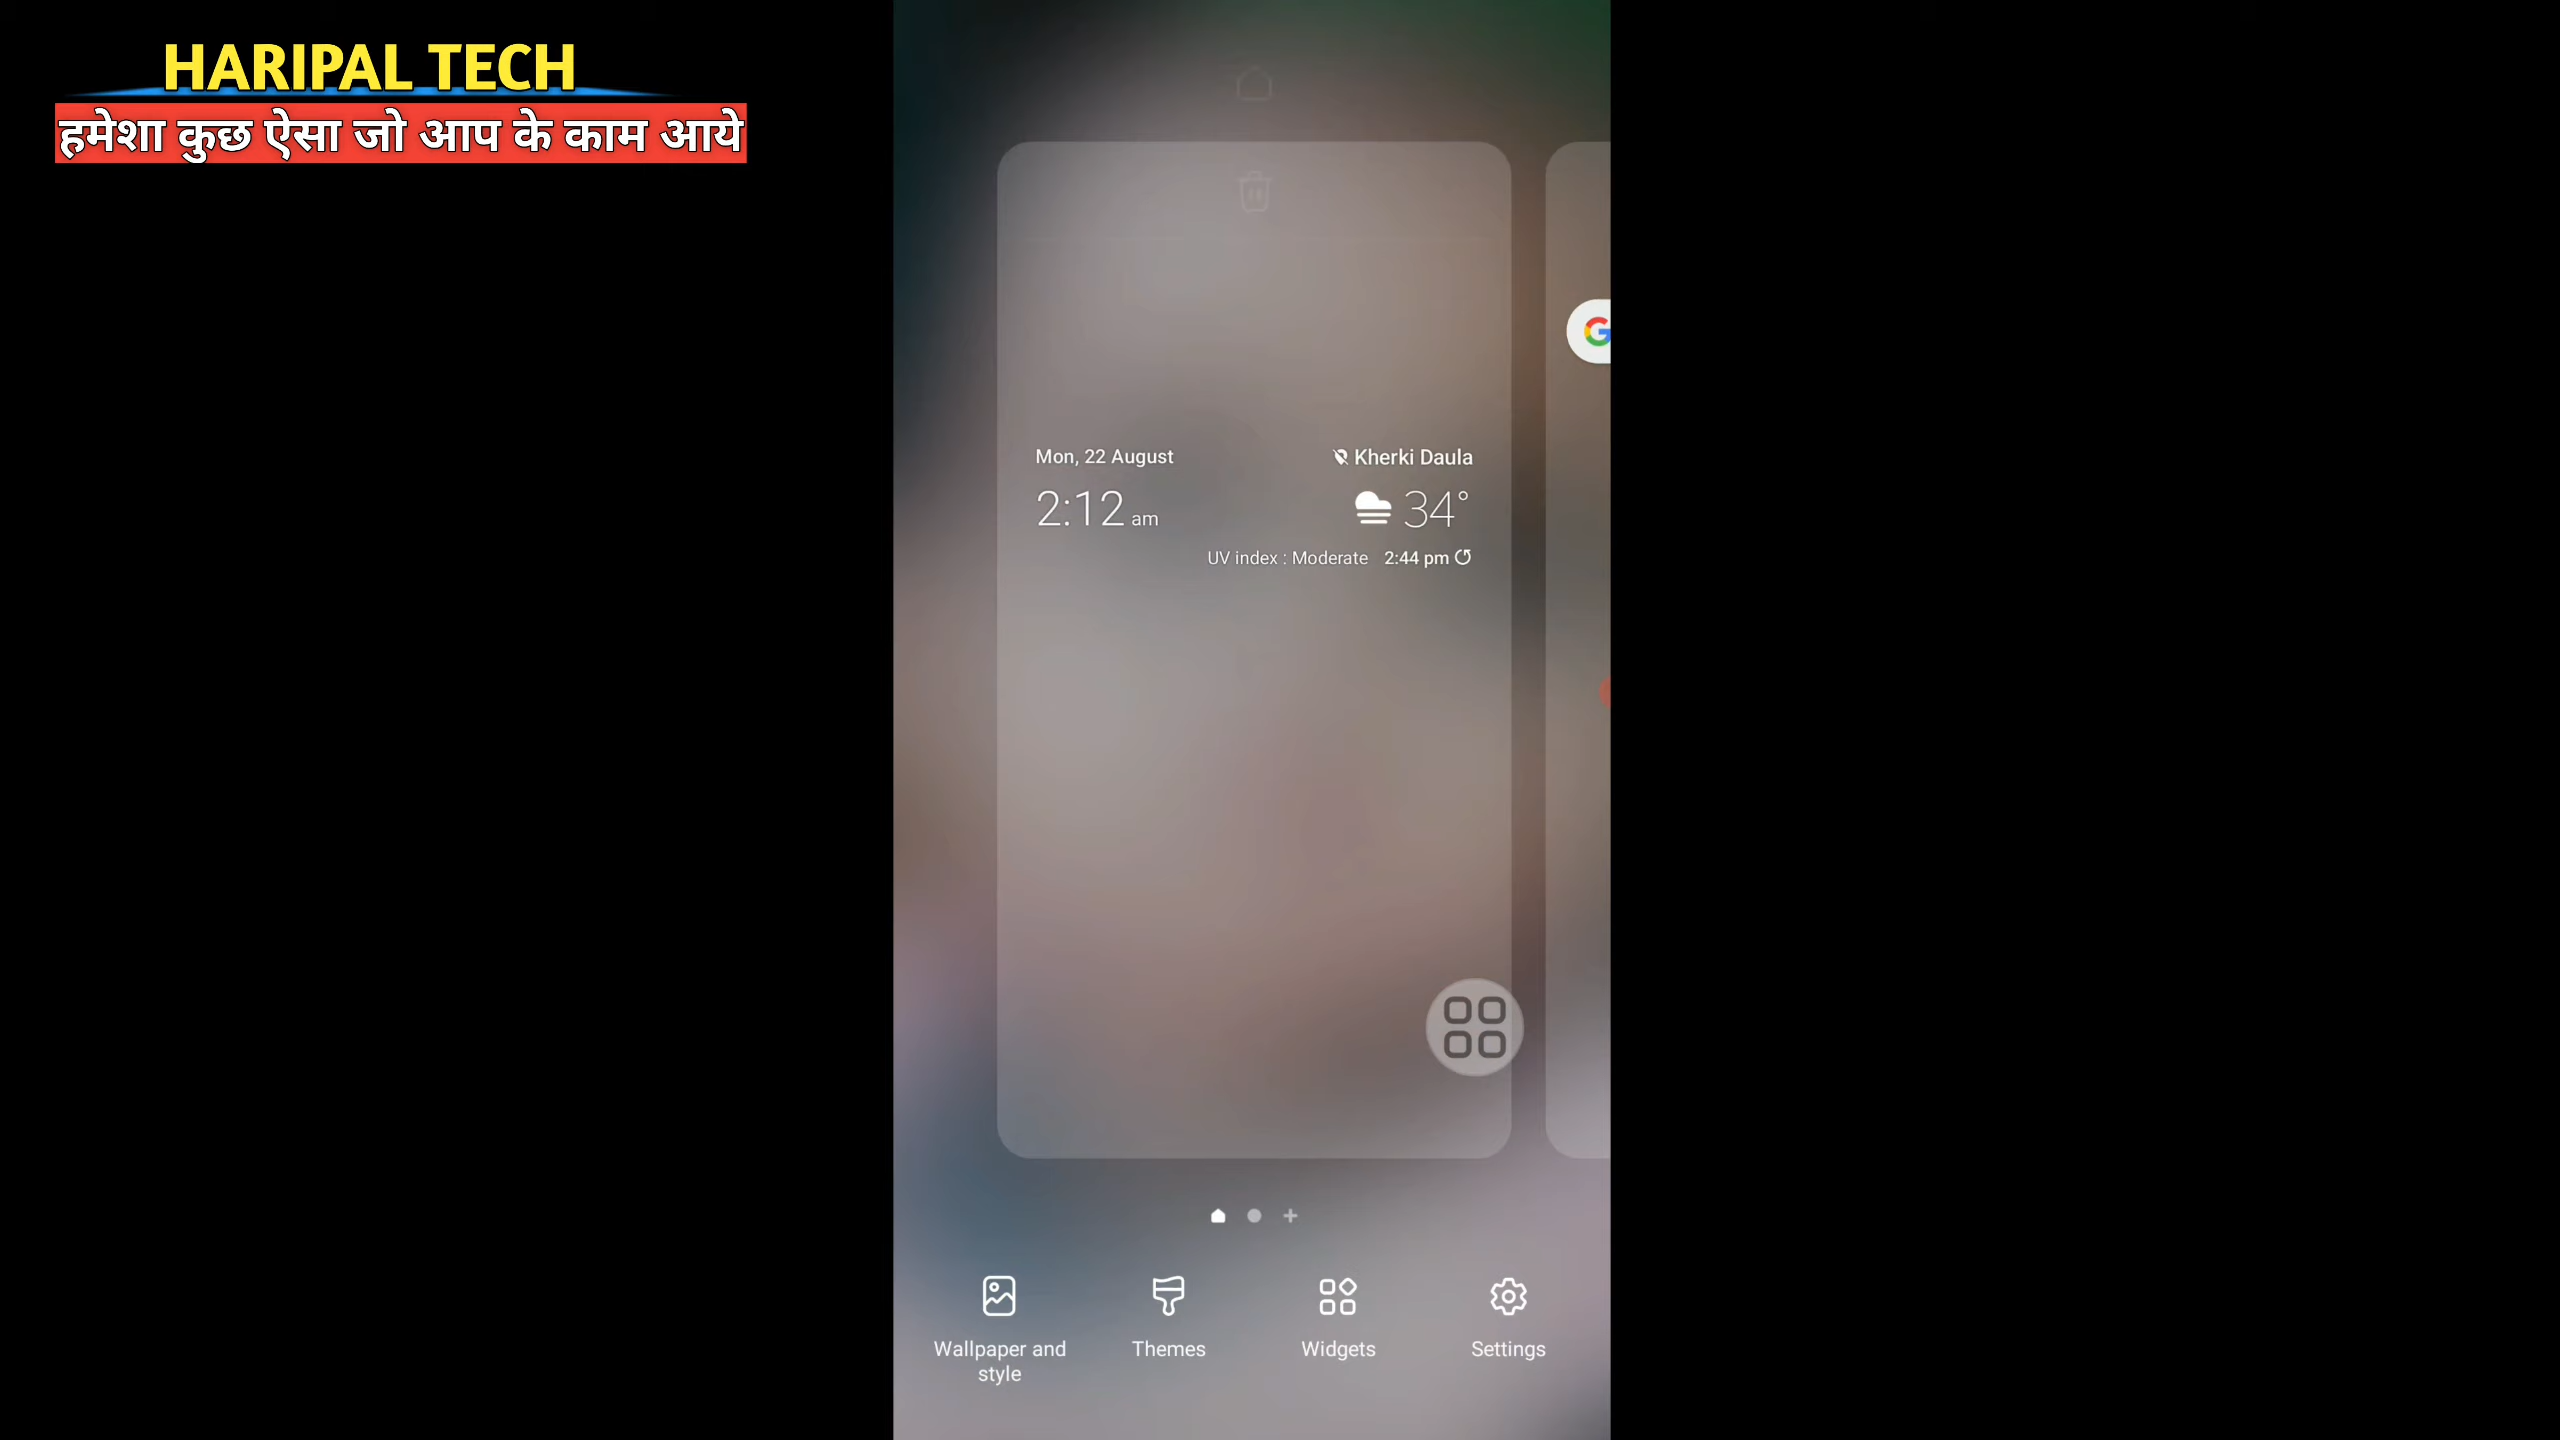 HARIPAL TECH
हमेशा कुछ ऐसा जो आप के काम आये
Mon, 22 August
Kherki Daula
2:12 am
34°
UV index : Moderate 2:44 pm
Wallpaper and
style
Themes
Widgets
Settings